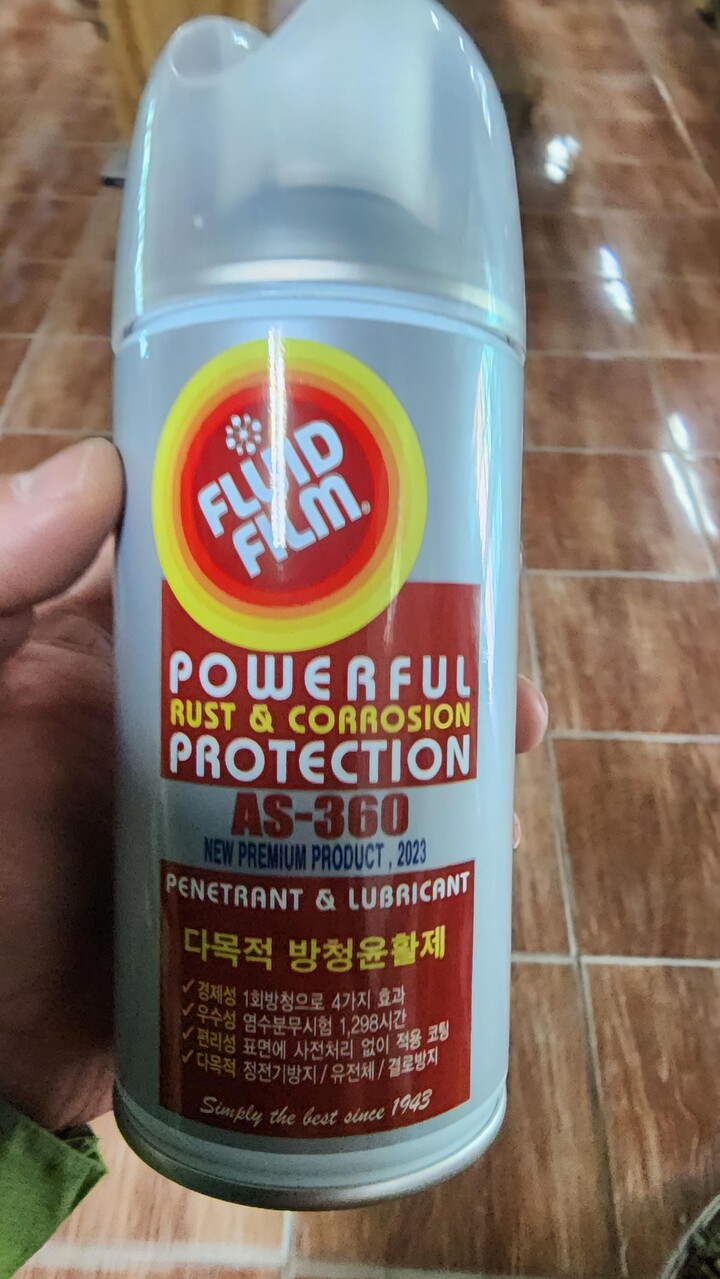 FLUID
FILM®
POWERFUL
RUST & CORROSION
PROTECTION
AS-360
NEW PREMIUM PRODUCT , 2023
PENETRANT & LUBRICANT
다목적 방청윤활제
✓경제성 1회방청으로 4가지 효과
✓우수성 염수분무시험 1,298시간
✓편리성 표면에 사전처리 없이 적용 코팅
✓다목적 정전기방지 / 유전체 / 결로방지
Simply the best since 1943